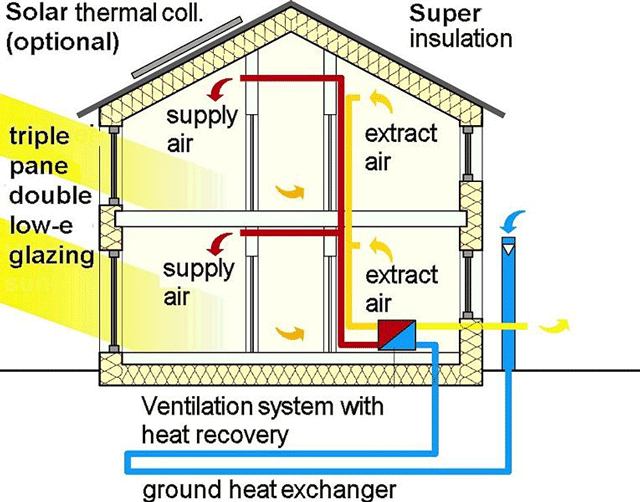 Solar thermal coll.
(optional)
Super
insulation
supply
air
extract
air
triple
pane
double
low-e
glazing
supply
air
extract
air
Ventilation system with
heat recovery
ground heat exchanger